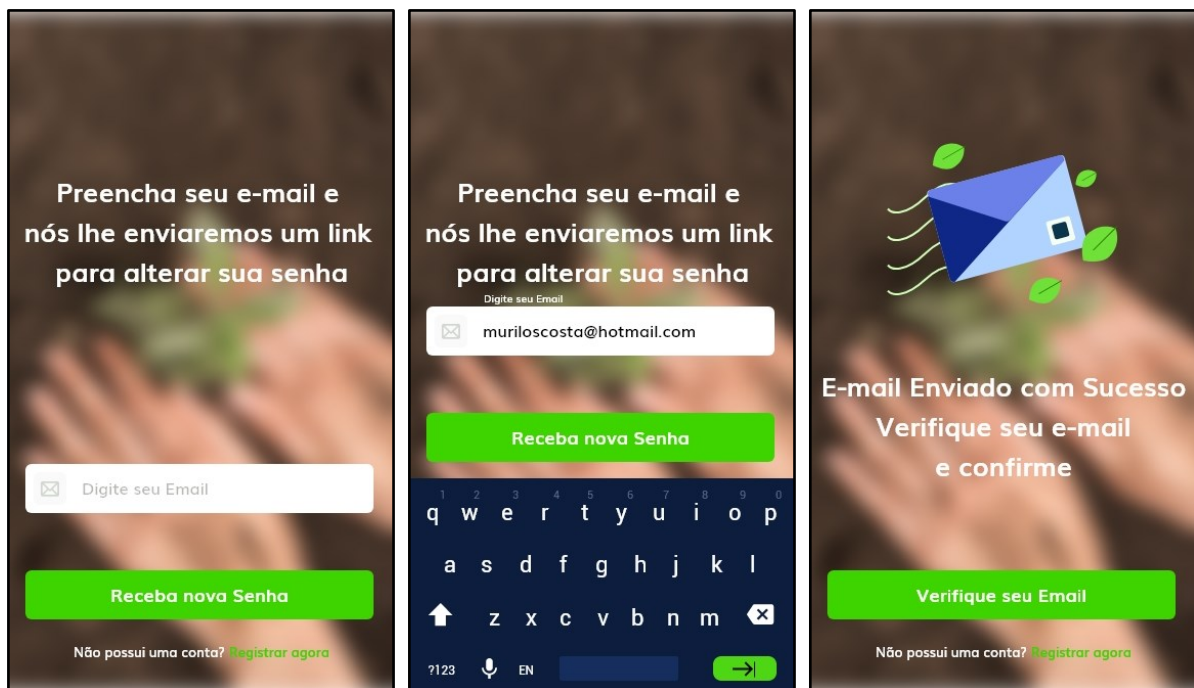 Preencha seu e-mail e
nós lhe enviaremos um link
para alterar sua senha
Digite seu Email
Receba nova Senha
Não possui uma conta? Registrar agora
Preencha seu e-mail e
nós lhe enviaremos um link
para alterar sua senha
Digite seu Email
muriloscosta@hotmail.com
Receba nova Senha
1 2 3 4 5 6 7 8 9 0
q w e r t y u i o p
a s d f g h j k l
z x c v b n m
?123 EN
E-mail Enviado com Sucesso
Verifique seu e-mail
e confirme
Verifique seu Email
Não possui uma conta? Registrar agora